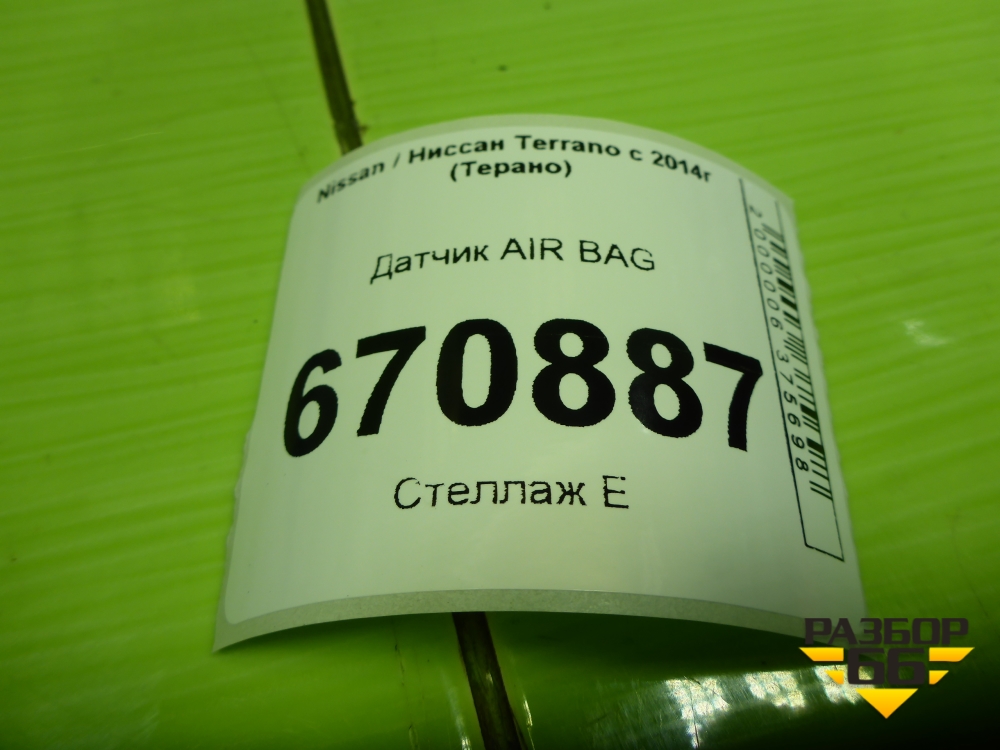 Nissan / Ниссан Terrano с 2014г
(Терано)
Датчик AIR BAG
670887
Стеллаж Е
2000006375698
РАЗБОР
66